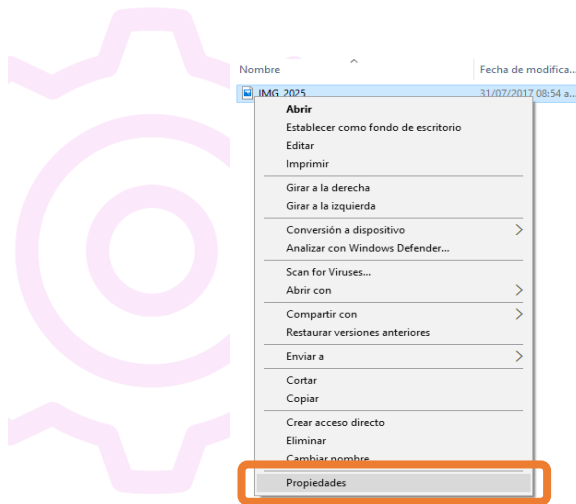 Nombre
Fecha de modifica...
IMG_2025
31/07/2017 08:54 a...
Abrir
Establecer como fondo de escritorio
Editar
Imprimir
Girar a la derecha
Girar a la izquierda
Conversión a dispositivo
Analizar con Windows Defender...
Scan for Viruses...
Abrir con
Compartir con
Restaurar versiones anteriores
Enviar a
Cortar
Copiar
Crear acceso directo
Eliminar
Cambiar nombre
Propiedades